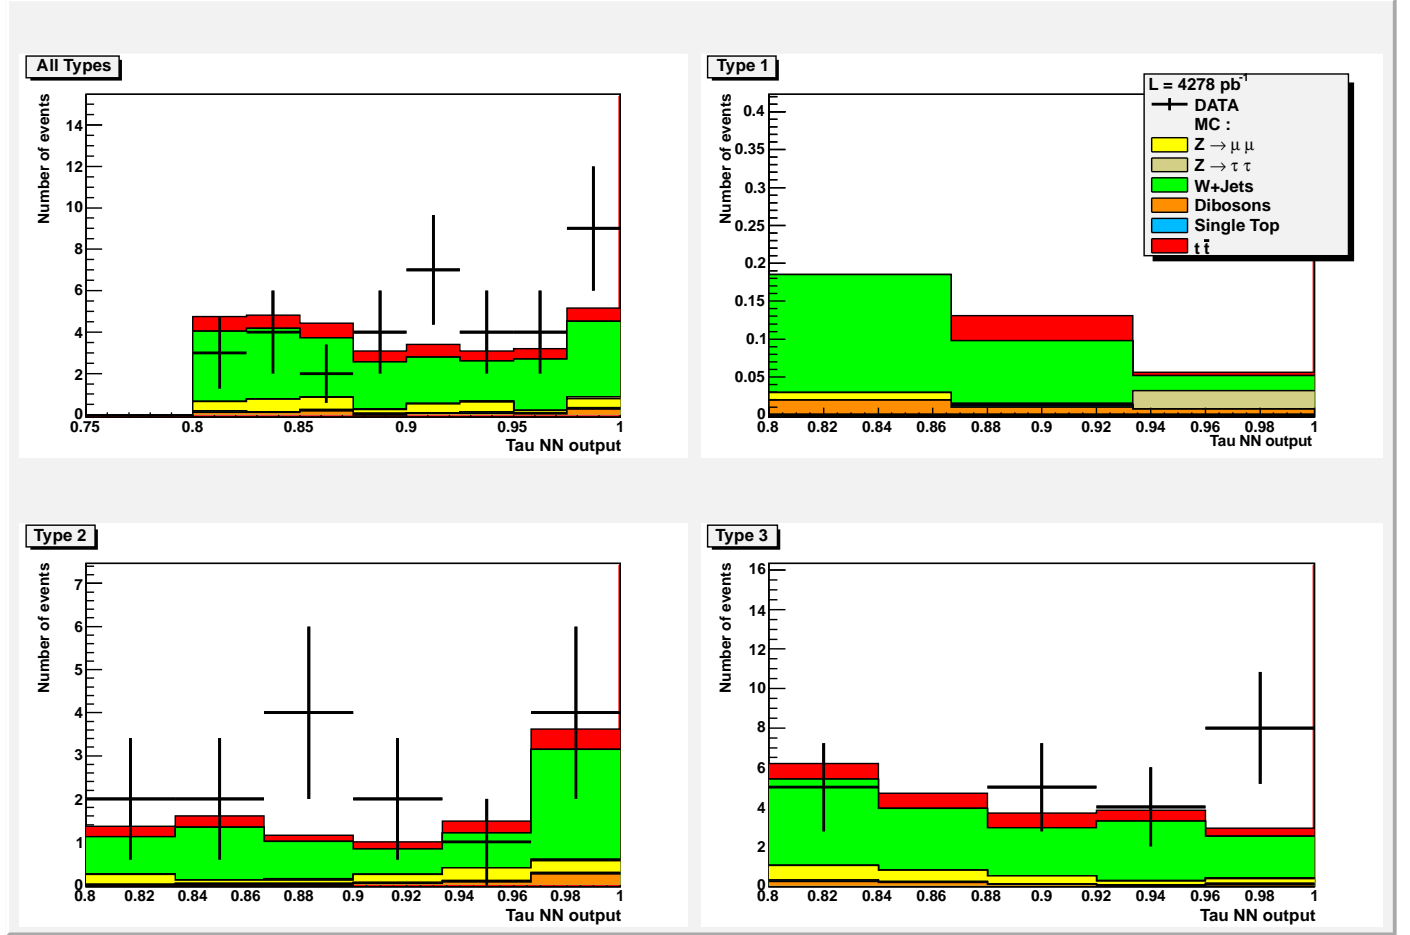 All Types
Number of events
14
12
10
8
6
4
2
0
0.75 0.8 0.85 0.9 0.95 1
Tau NN output
Type 1
Number of events
0.4
0.35
0.3
0.25
0.2
0.15
0.1
0.05
0
0.8 0.82 0.84 0.86 0.88 0.9 0.92 0.94 0.96 0.98 1
Tau NN output
L = 4278 pb-1
DATA
MC :
Z → μ μ
Z → τ τ
W+Jets
Dibosons
Single Top
t t̄
Type 2
Number of events
7
6
5
4
3
2
1
0
0.8 0.82 0.84 0.86 0.88 0.9 0.92 0.94 0.96 0.98 1
Tau NN output
Type 3
Number of events
16
14
12
10
8
6
4
2
0
0.8 0.82 0.84 0.86 0.88 0.9 0.92 0.94 0.96 0.98 1
Tau NN output